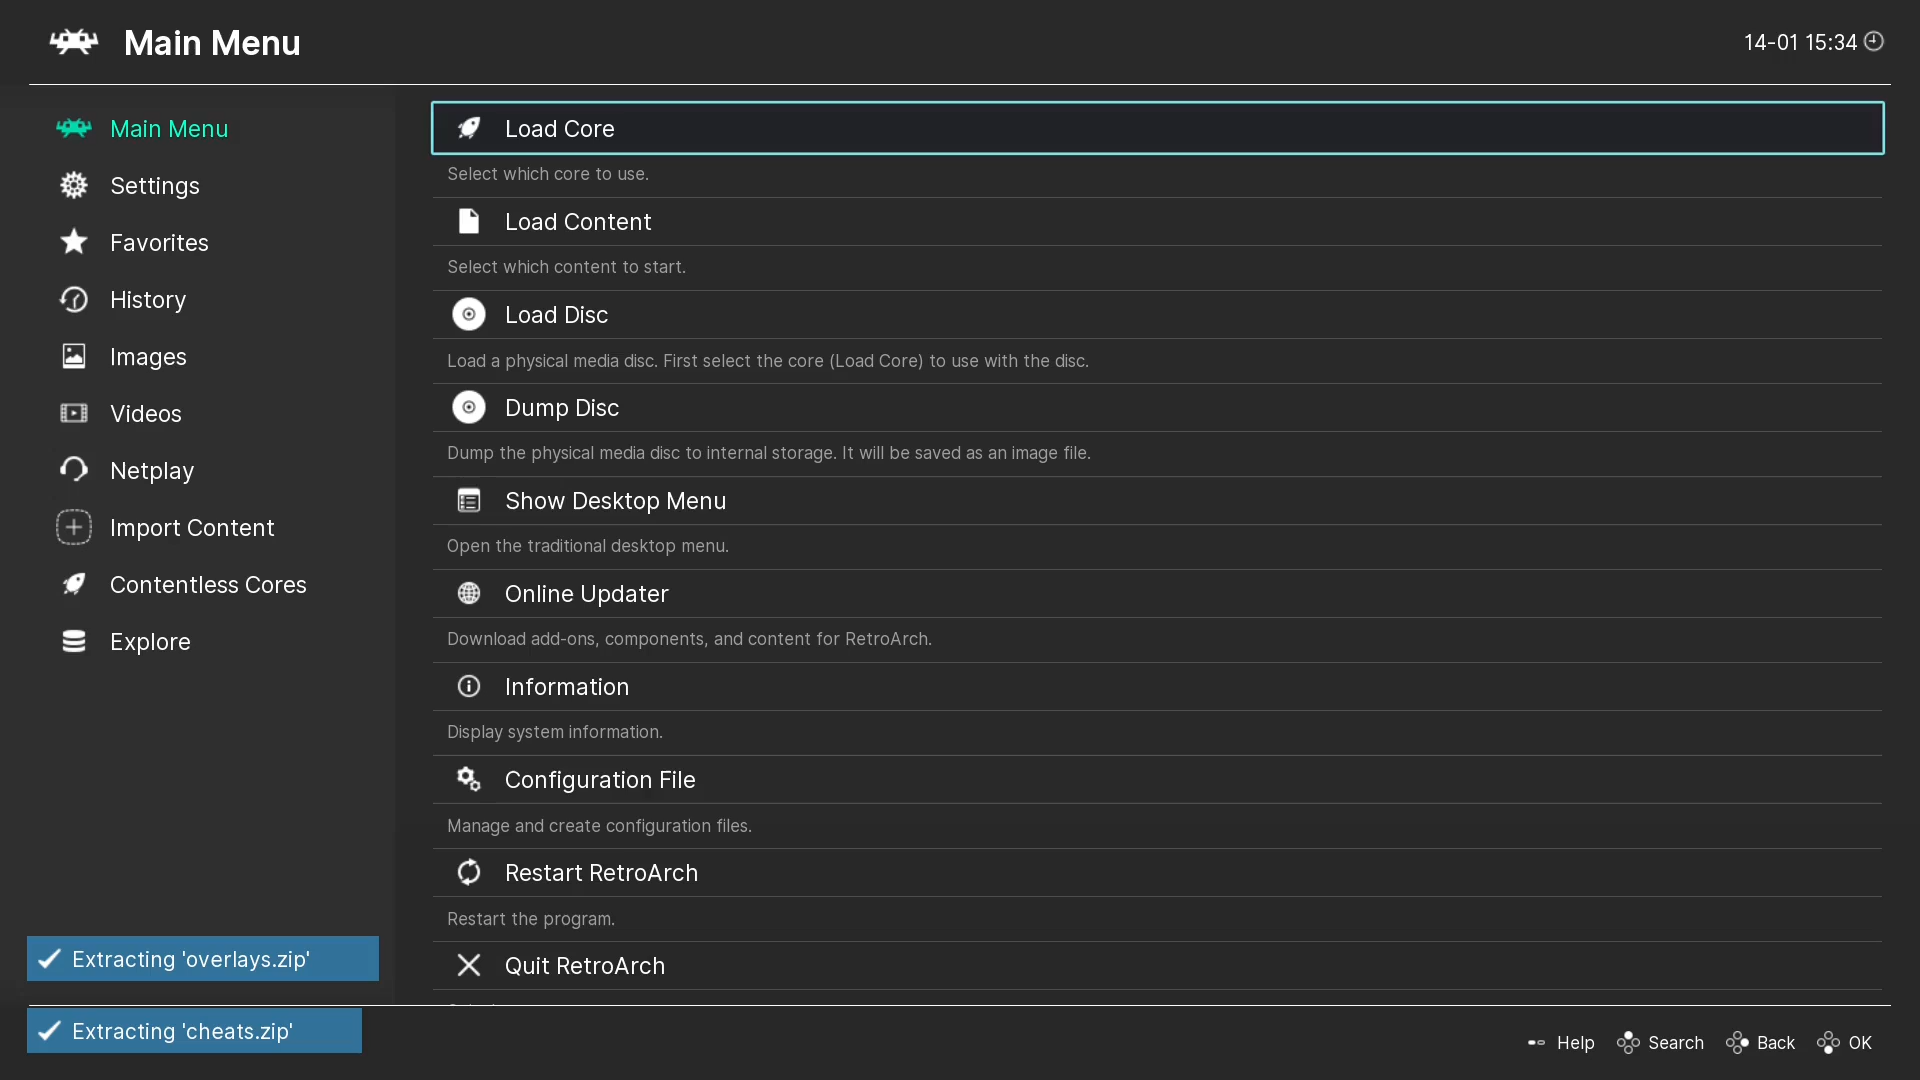 Main Menu
14-01 15:34
Main Menu
Settings
Favorites
History
Images
Videos
Netplay
Import Content
Contentless Cores
Explore
Load Core
Select which core to use.
Load Content
Select which content to start.
Load Disc
Load a physical media disc. First select the core (Load Core) to use with the disc.
Dump Disc
Dump the physical media disc to internal storage. It will be saved as an image file.
Show Desktop Menu
Open the traditional desktop menu.
Online Updater
Download add-ons, components, and content for RetroArch.
Information
Display system information.
Configuration File
Manage and create configuration files.
Restart RetroArch
Restart the program.
Quit RetroArch
Extracting 'overlays.zip'
Extracting 'cheats.zip'
Help
Search
Back
OK